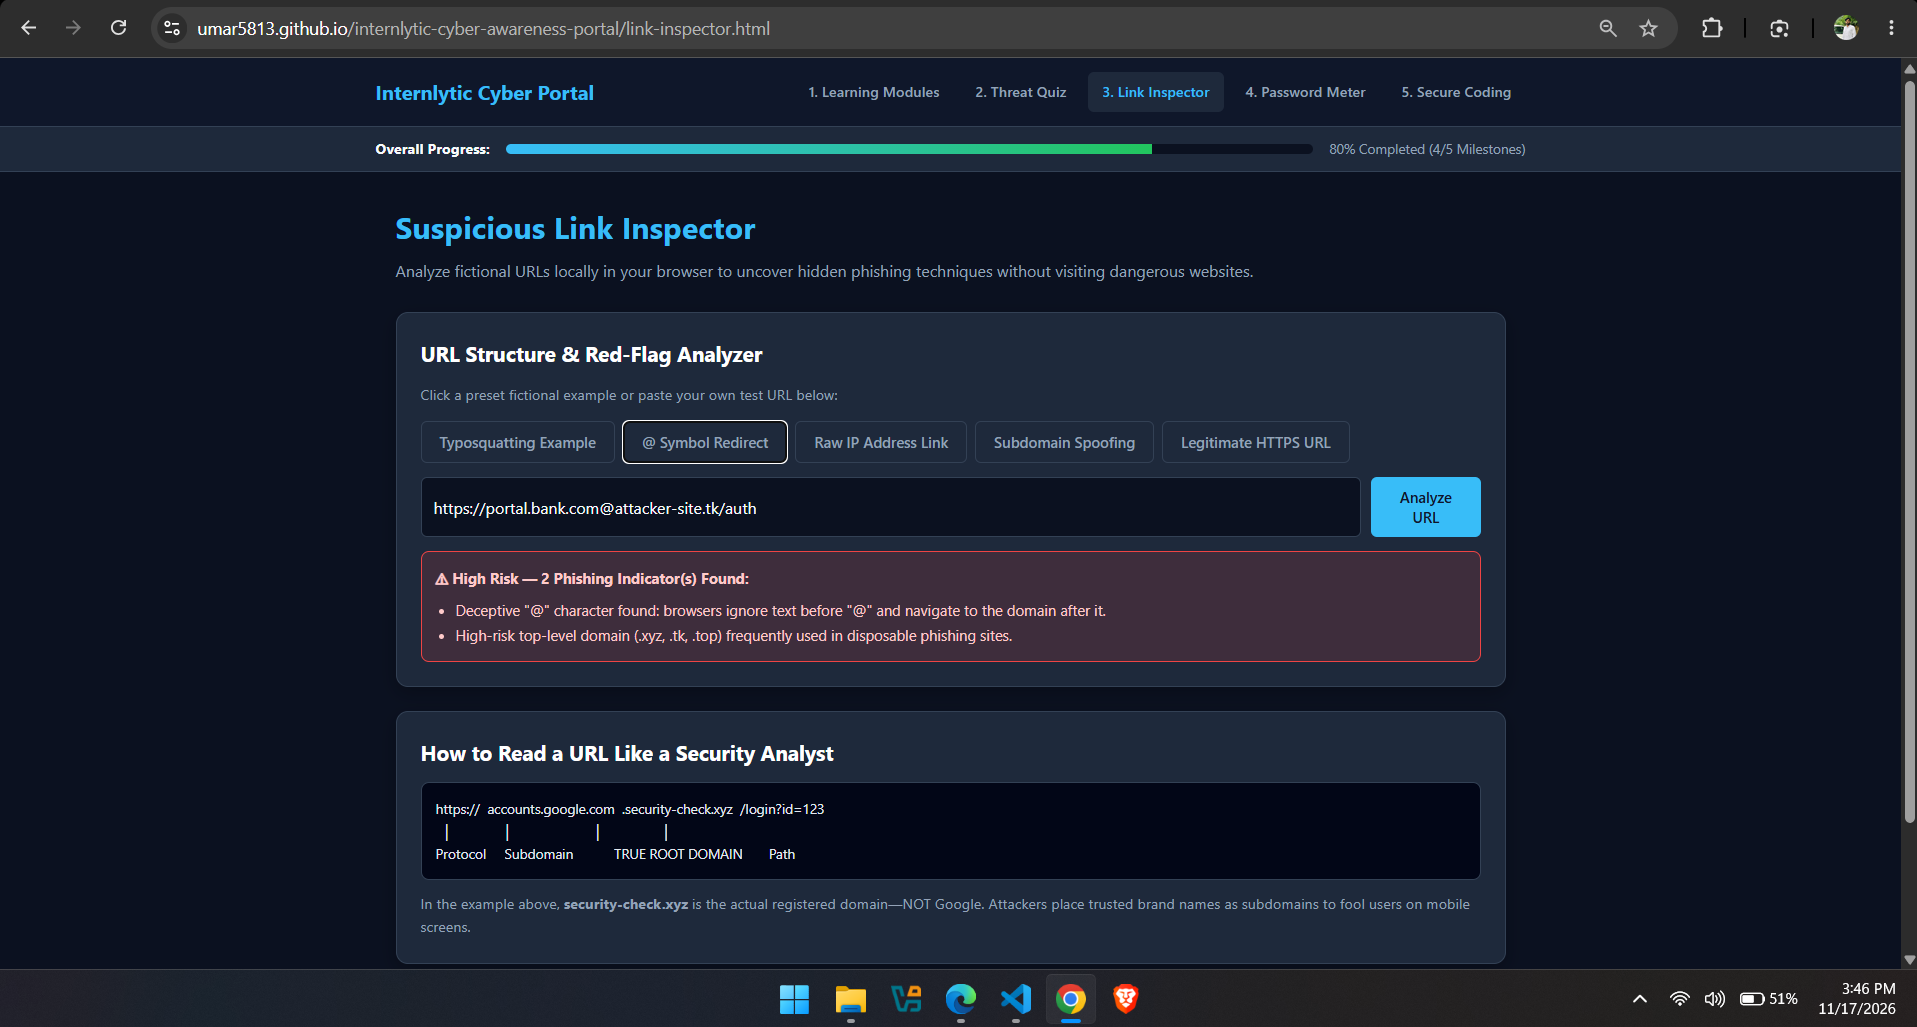 umar5813.github.io/internlytic-cyber-awareness-portal/link-inspector.html
Internlytic Cyber Portal
1. Learning Modules
2. Threat Quiz
3. Link Inspector
4. Password Meter
5. Secure Coding
Overall Progress:
80% Completed (4/5 Milestones)
Suspicious Link Inspector
Analyze fictional URLs locally in your browser to uncover hidden phishing techniques without visiting dangerous websites.
URL Structure & Red-Flag Analyzer
Click a preset fictional example or paste your own test URL below:
Typosquatting Example
@ Symbol Redirect
Raw IP Address Link
Subdomain Spoofing
Legitimate HTTPS URL
https://portal.bank.com@attacker-site.tk/auth
Analyze
URL
⚠ High Risk — 2 Phishing Indicator(s) Found:
• Deceptive "@" character found: browsers ignore text before "@" and navigate to the domain after it.
• High-risk top-level domain (.xyz, .tk, .top) frequently used in disposable phishing sites.
How to Read a URL Like a Security Analyst
https:// accounts.google.com .security-check.xyz /login?id=123
| | | |
Protocol Subdomain TRUE ROOT DOMAIN Path
In the example above, security-check.xyz is the actual registered domain—NOT Google. Attackers place trusted brand names as subdomains to fool users on mobile
screens.
51%
3:46 PM
11/17/2026